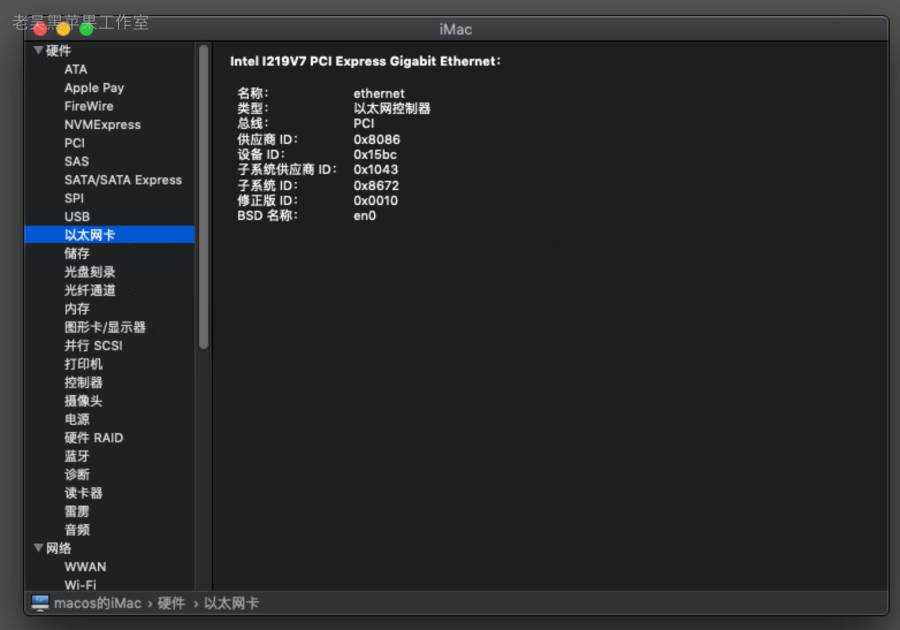 老吴黑苹果工作室
iMac
硬件
ATA
Apple Pay
FireWire
NVMExpress
PCI
SAS
SATA/SATA Express
SPI
USB
以太网卡
储存
光盘刻录
光纤通道
内存
图形卡/显示器
并行 SCSI
打印机
控制器
摄像头
电源
硬件 RAID
蓝牙
诊断
读卡器
雷雳
音频
网络
WWAN
Wi-Fi
Intel I219V7 PCI Express Gigabit Ethernet:
名称： ethernet
类型： 以太网控制器
总线： PCI
供应商 ID： 0x8086
设备 ID： 0x15bc
子系统供应商 ID： 0x1043
子系统 ID： 0x8672
修正版 ID： 0x0010
BSD 名称： en0
macos的iMac › 硬件 › 以太网卡